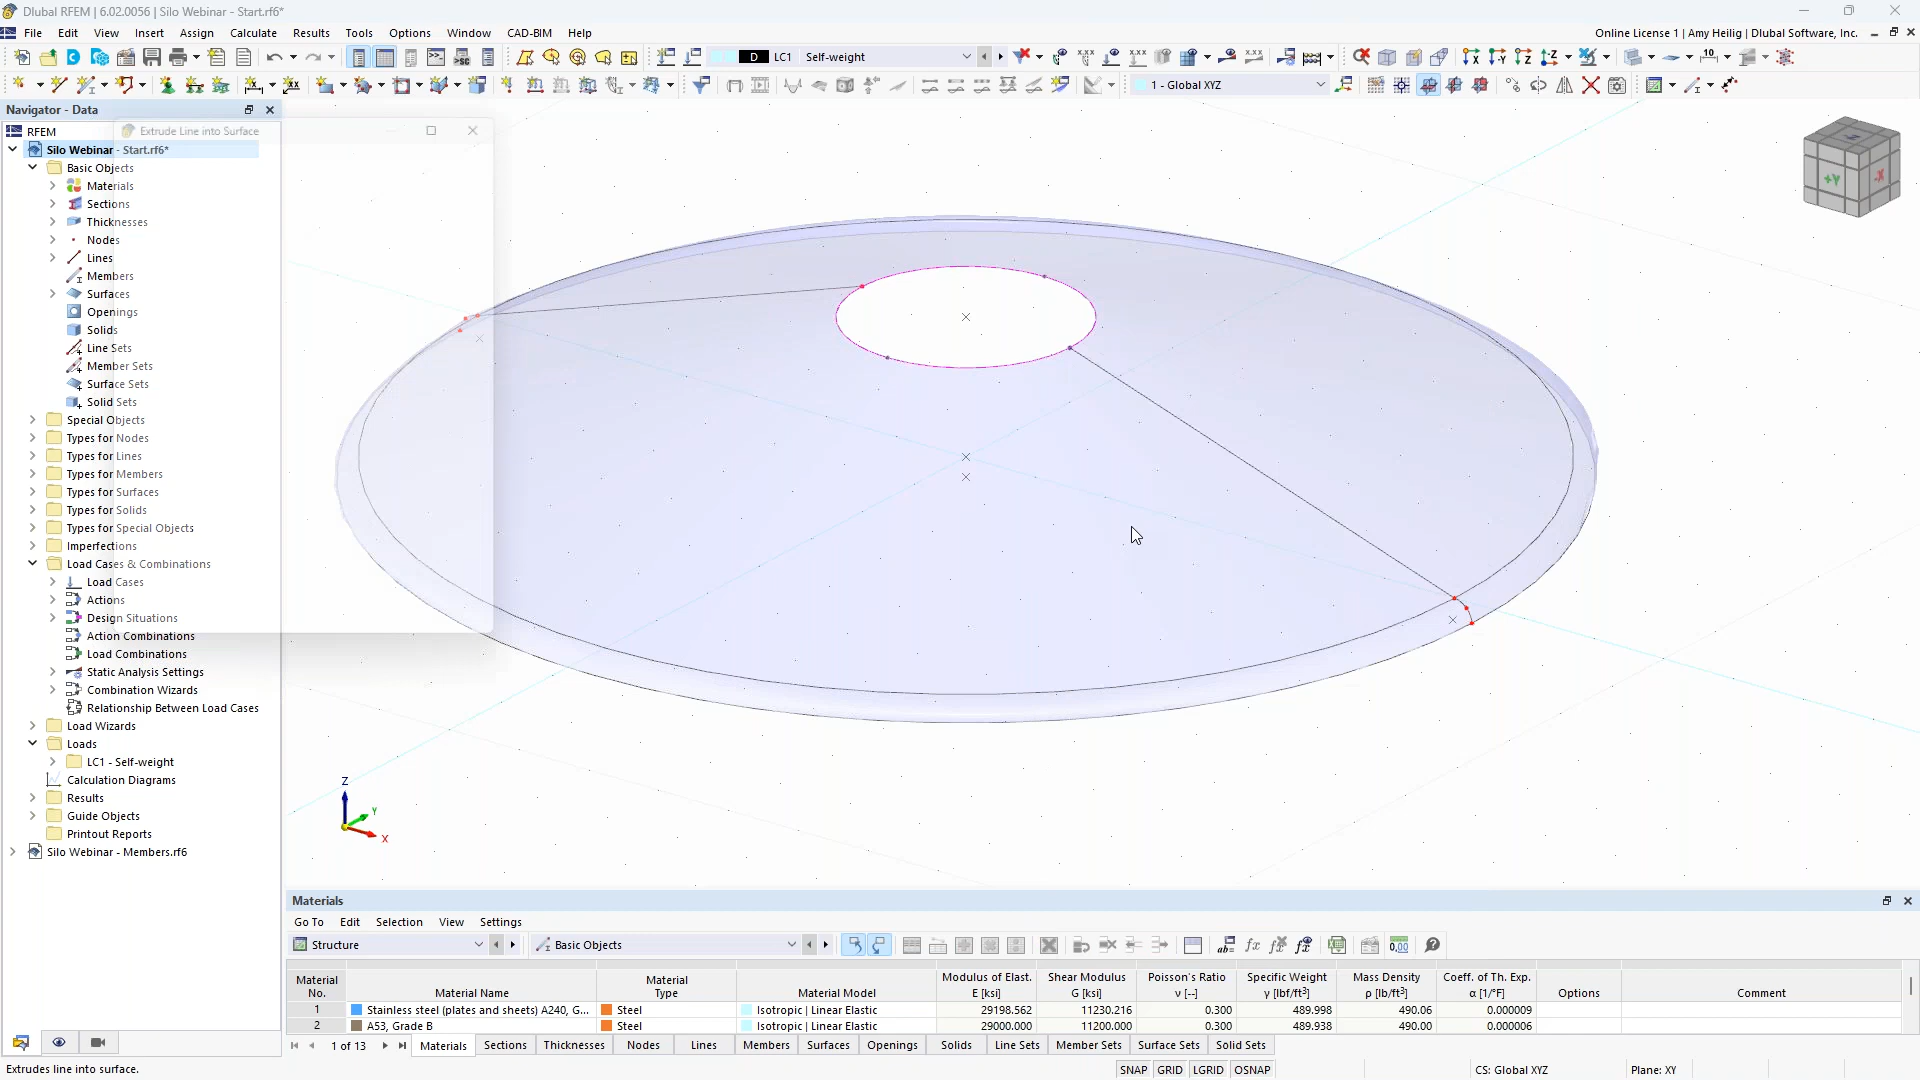 Dlubal RFEM | 6.02.0056 | Silo Webinar - Start.rf6*
File Edit View Insert Assign Calculate Results Tools Options Window CAD-BIM Help
Online License 1 | Amy Heilig | Dlubal Software, Inc.
D LC1 Self-weight
1 - Global XYZ
Navigator - Data
RFEM
Extrude Line into Surface
Silo Webinar - Start.rf6*
Basic Objects
Materials
Sections
Thicknesses
Nodes
Lines
Members
Surfaces
Openings
Solids
Line Sets
Member Sets
Surface Sets
Solid Sets
Special Objects
Types for Nodes
Types for Lines
Types for Members
Types for Surfaces
Types for Solids
Types for Special Objects
Imperfections
Load Cases & Combinations
Load Cases
Actions
Design Situations
Action Combinations
Load Combinations
Static Analysis Settings
Combination Wizards
Relationship Between Load Cases
Load Wizards
Loads
LC1 - Self-weight
Calculation Diagrams
Results
Guide Objects
Printout Reports
Silo Webinar - Members.rf6
+Y -X
Z
Y
X
Materials
Go To Edit Selection View Settings
Structure Basic Objects
Material No. Material Name Material Type Material Model Modulus of Elast. E [ksi] Shear Modulus G [ksi] Poisson's Ratio ν [--] Specific Weight γ [lbf/ft³] Mass Density ρ [lb/ft³] Coeff. of Th. Exp. α [1/°F] Options Comment
1 Stainless steel (plates and sheets) A240, G... Steel Isotropic | Linear Elastic 29198.562 11230.216 0.300 489.998 490.06 0.000009
2 A53, Grade B Steel Isotropic | Linear Elastic 29000.000 11200.000 0.300 489.938 490.00 0.000006
1 of 13 Materials Sections Thicknesses Nodes Lines Members Surfaces Openings Solids Line Sets Member Sets Surface Sets Solid Sets
Extrudes line into surface.
SNAP GRID LGRID OSNAP
CS: Global XYZ
Plane: XY